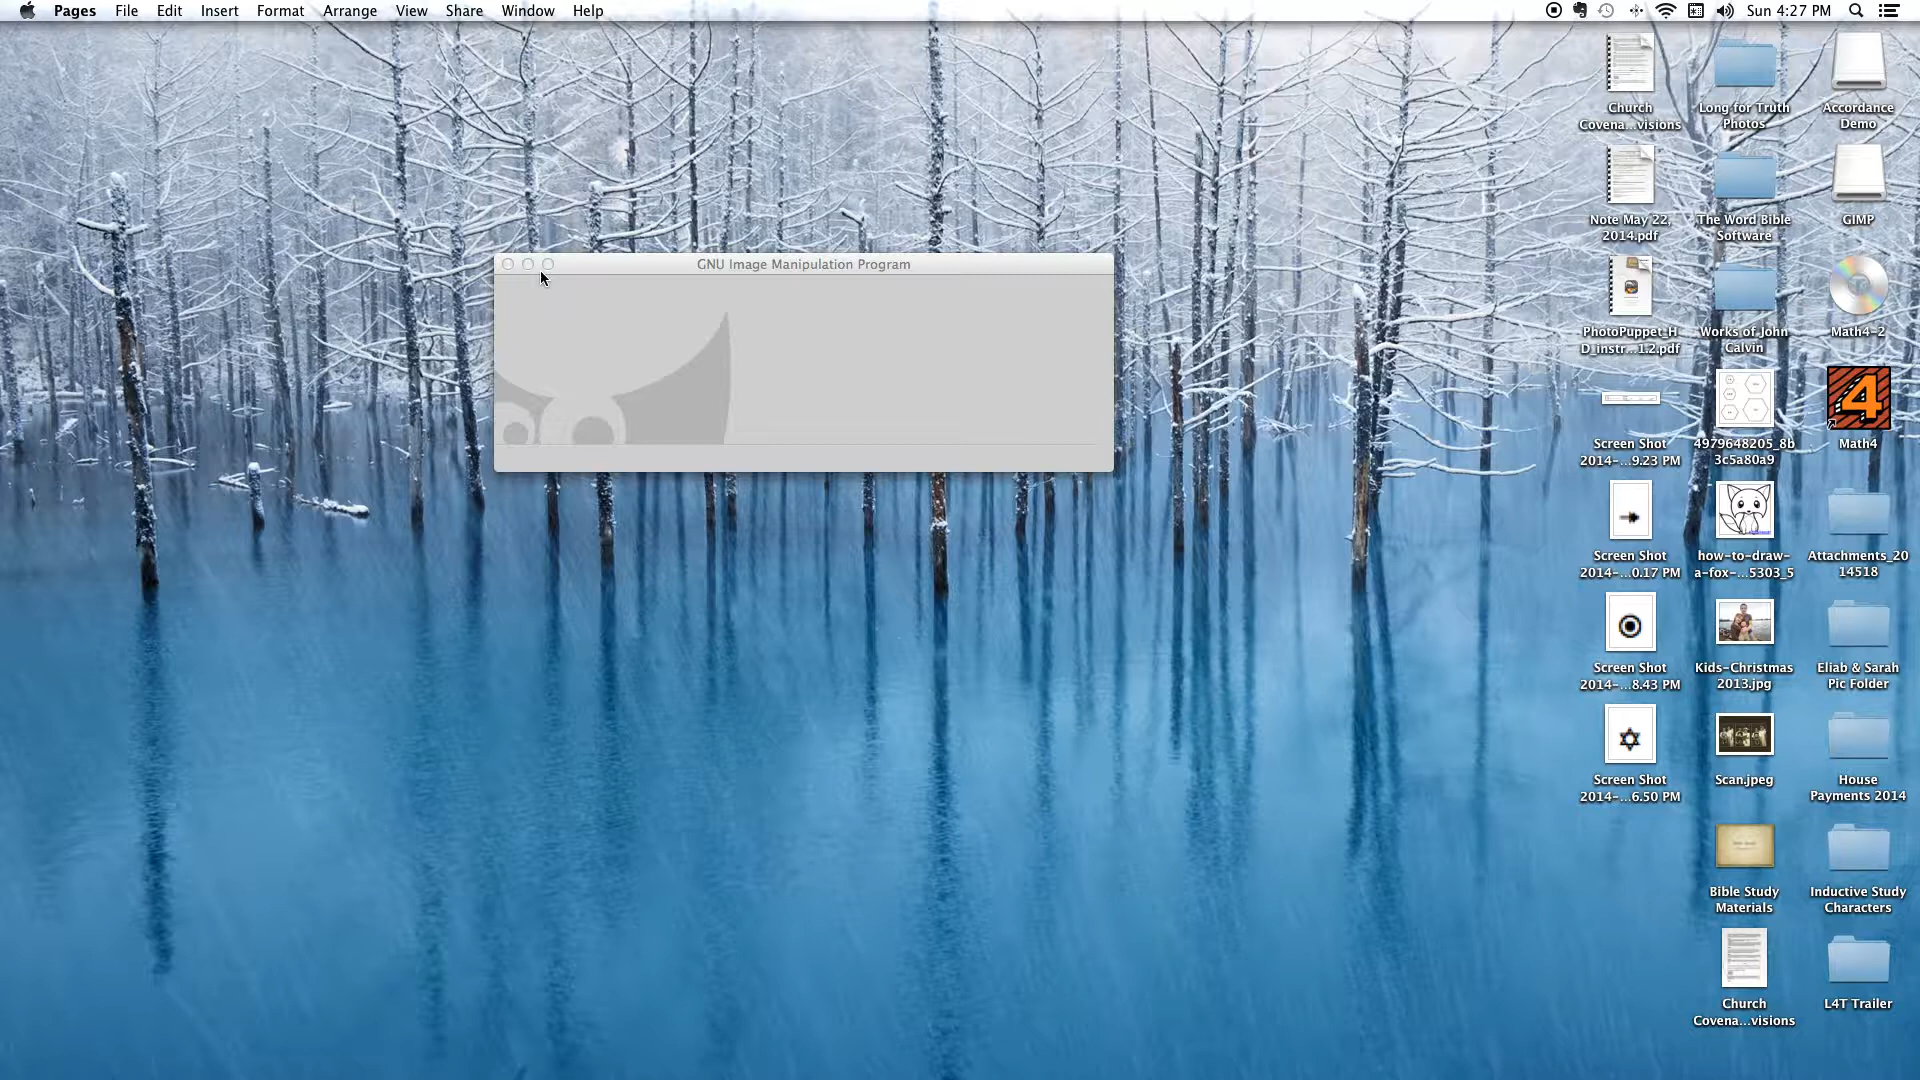 Pages File Edit Insert Format Arrange View Share Window Help
Sun 4:27 PM
GNU Image Manipulation Program
Church
Covena...visions
Long for Truth
Photos
Accordance
Demo
Note May 22,
2014.pdf
The Word Bible
Software
GIMP
PhotoPuppet_H
D_instr...1.2.pdf
Works of John
Calvin
Math4-2
Screen Shot
2014-...9.23 PM
4979648205_8b
3c5a80a9
4
Math4
Screen Shot
2014-...0.17 PM
how-to-draw-
a-fox-...5303_5
Attachments_20
14518
Screen Shot
2014-...8.43 PM
Kids-Christmas
2013.jpg
Eliab & Sarah
Pic Folder
Screen Shot
2014-...6.50 PM
Scan.jpeg
House
Payments 2014
Bible Study
Materials
Inductive Study
Characters
Church
Covena...visions
L4T Trailer